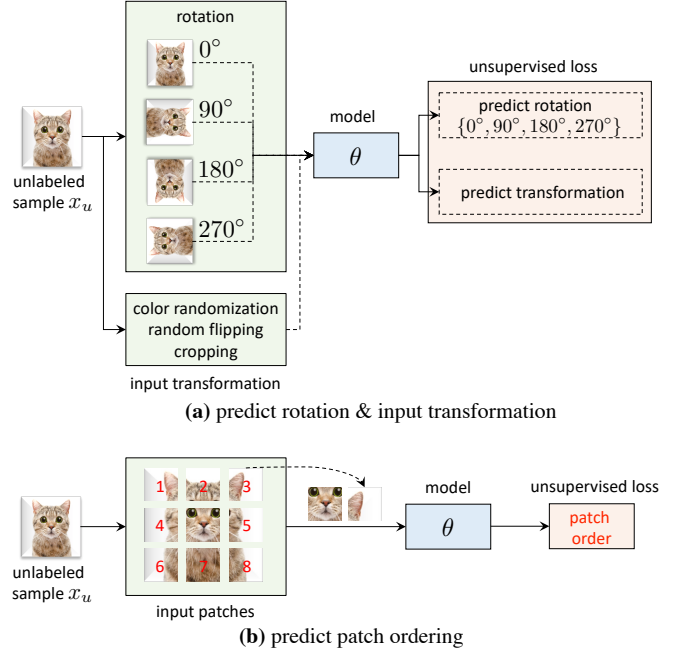 rotation
0°
90°
180°
270°
unlabeled
sample x_u
model
θ
unsupervised loss
predict rotation
{0°, 90°, 180°, 270°}
predict transformation
color randomization
random flipping
cropping
input transformation
(a) predict rotation & input transformation
1 2 3
4 5
6 7 8
unlabeled
sample x_u
input patches
model
θ
unsupervised loss
patch
order
(b) predict patch ordering